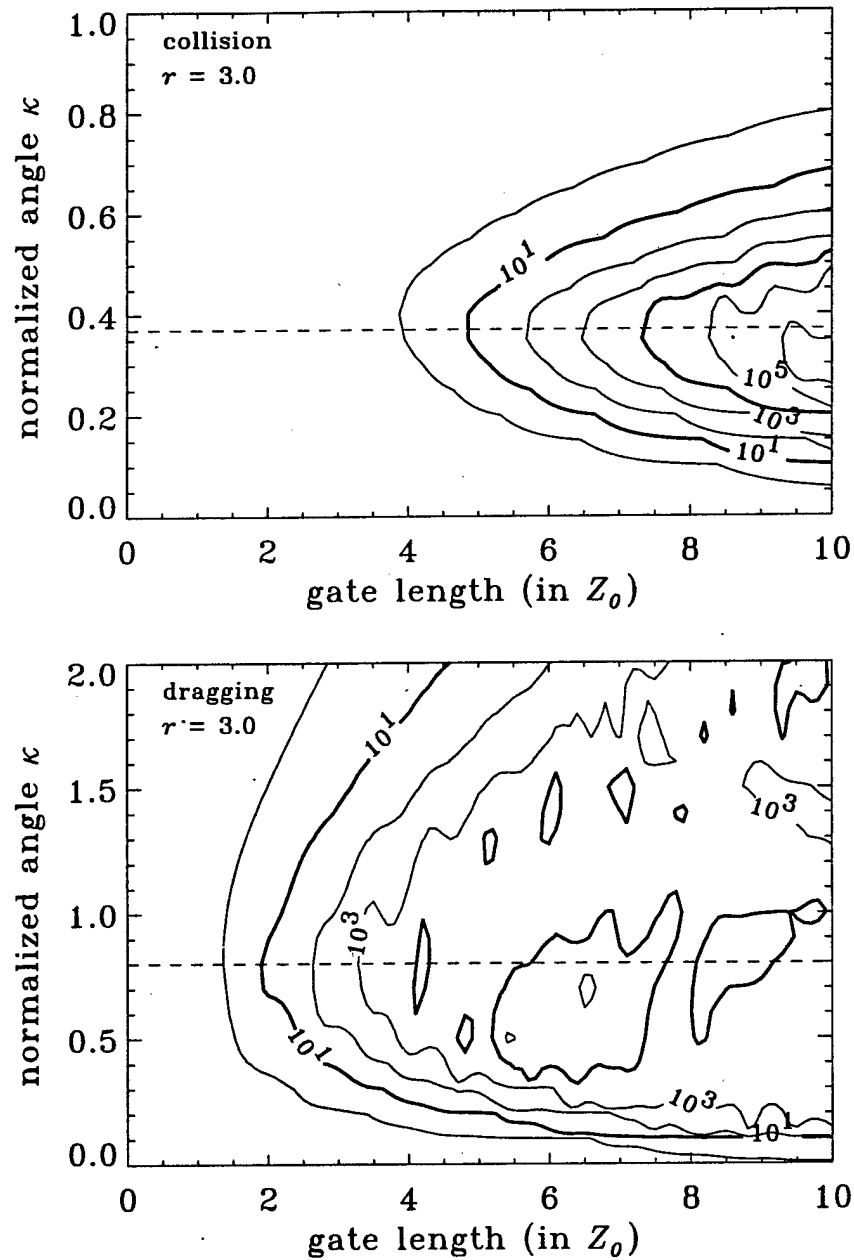 1.0
collision
r = 3.0
0.8
0.6
0.4
0.2
0.0
normalized angle κ
10^1
10^5
10^3
10^1
0 2 4 6 8 10
gate length (in Z_0)
2.0
dragging
r = 3.0
1.5
1.0
0.5
0.0
normalized angle κ
10^1
10^3
10^3
10^1
10^3
10^1
0 2 4 6 8 10
gate length (in Z_0)